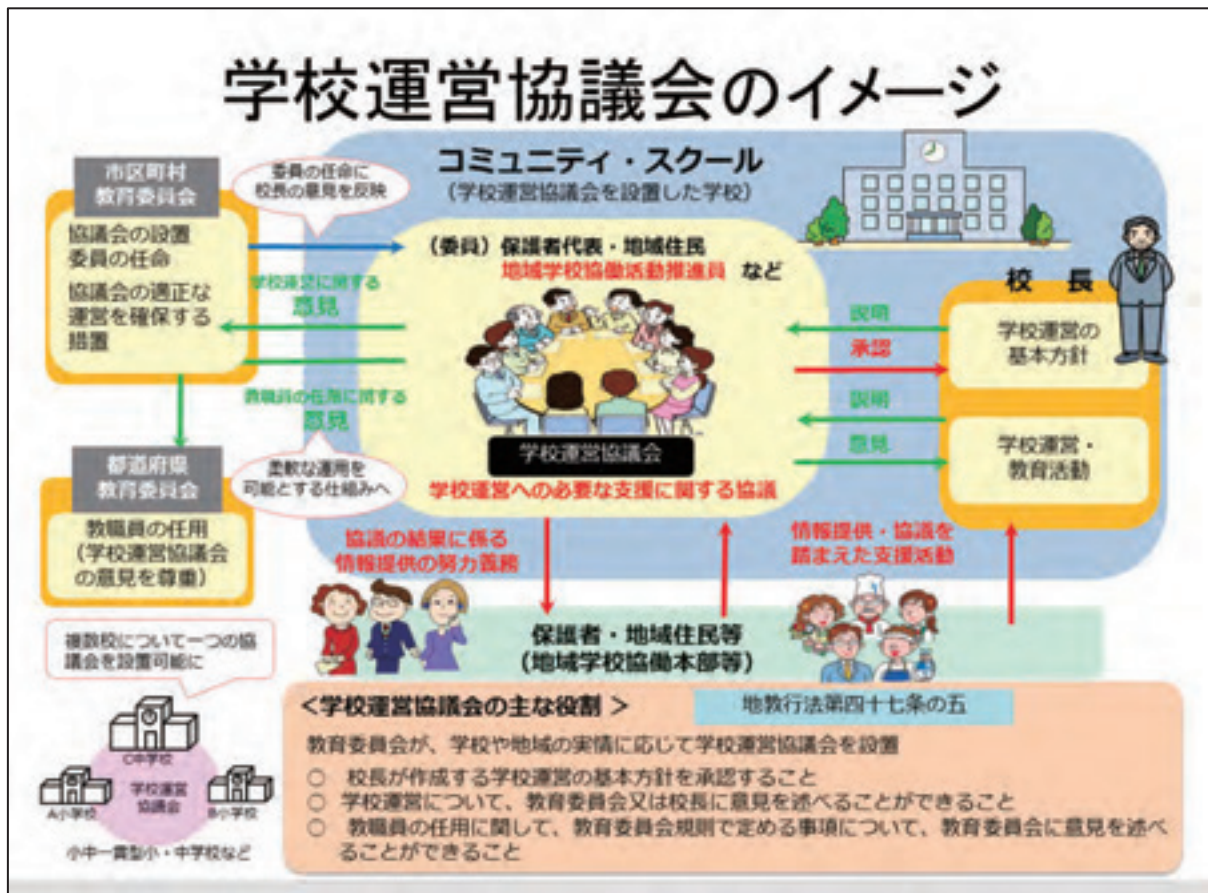 学校運営協議会のイメージ
コミュニティ・スクール
(学校運営協議会を設置した学校)
市区町村
教育委員会
協議会の設置
委員の任命
協議会の適正な
運営を確保する
措置
委員の任命に
校長の意見を反映
学校運営に関する
意見
教職員の任用に関する
意見
柔軟な運用を
可能とする仕組みへ
都道府県
教育委員会
教職員の任用
(学校運営協議会
の意見を尊重)
(委員)保護者代表・地域住民
地域学校協働活動推進員 など
学校運営協議会
学校運営への必要な支援に関する協議
校 長
説明
承認
学校運営の
基本方針
説明
意見
学校運営・
教育活動
協議の結果に係る
情報提供の努力義務
情報提供・協議を
踏まえた支援活動
保護者・地域住民等
(地域学校協働本部等)
複数校について一つの協
議会を設置可能に
C中学校
学校運営
協議会
A小学校
B小学校
小中一貫型小・中学校など
<学校運営協議会の主な役割 >
地教行法第四十七条の五
教育委員会が、学校や地域の実情に応じて学校運営協議会を設置
○ 校長が作成する学校運営の基本方針を承認すること
○ 学校運営について、教育委員会又は校長に意見を述べることができること
○ 教職員の任用に関して、教育委員会規則で定める事項について、教育委員会に意見を述べ
ることができること